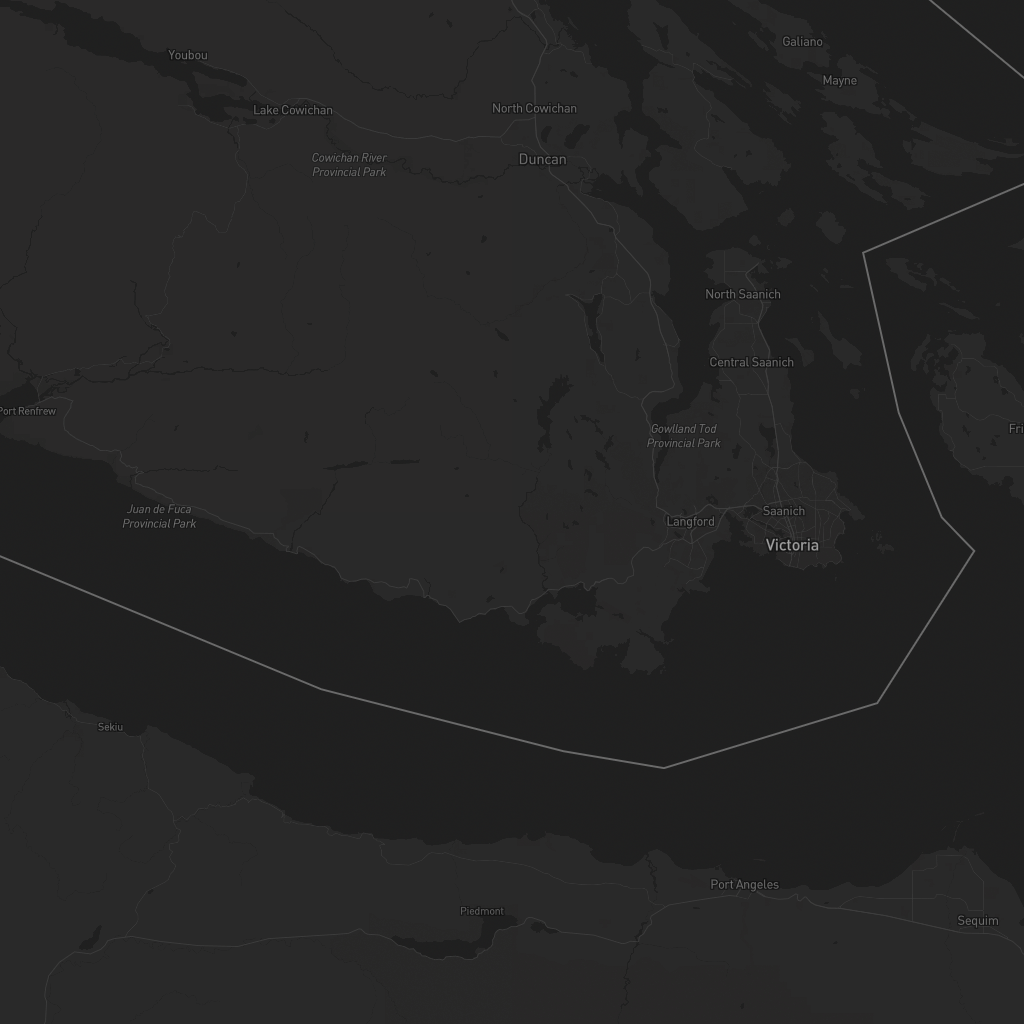 Galiano
Youbou
Mayne
Lake Cowichan
North Cowichan
Duncan
Cowichan River
Provincial Park
North Saanich
Central Saanich
Port Renfrew
Gowlland Tod
Provincial Park
Fri
Juan de Fuca
Provincial Park
Saanich
Langford
Victoria
Sekiu
Port Angeles
Piedmont
Sequim